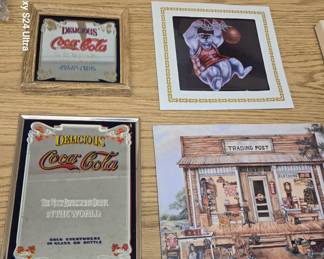 xy S24 Ultra
DELICIOUS
Coca-Cola
DELICIOUS
Coca-Cola
THE MOST REFRESHING DRINK
IN THE WORLD
SOLD EVERYWHERE
IN GLASS OR BOTTLE
TRADING POST